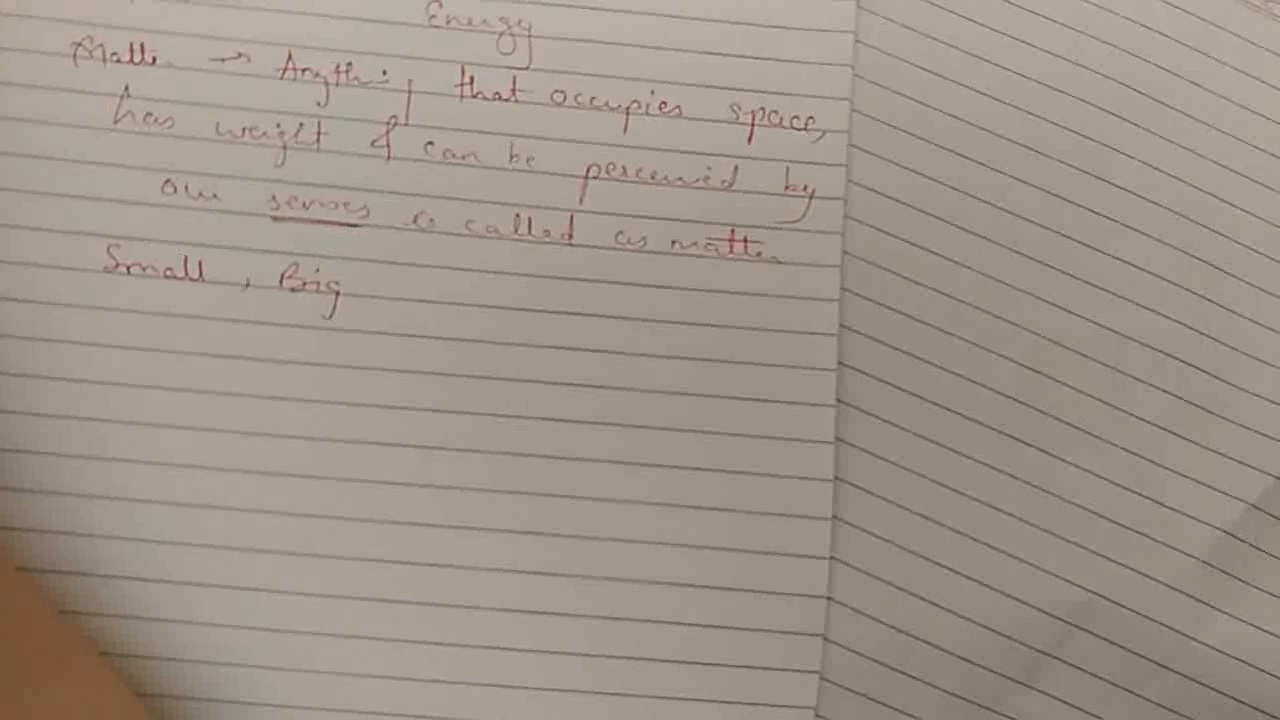 Energy
Matter → Anything that occupies space,
has weight & can be perceived by
our senses is called as matter
Small, Big